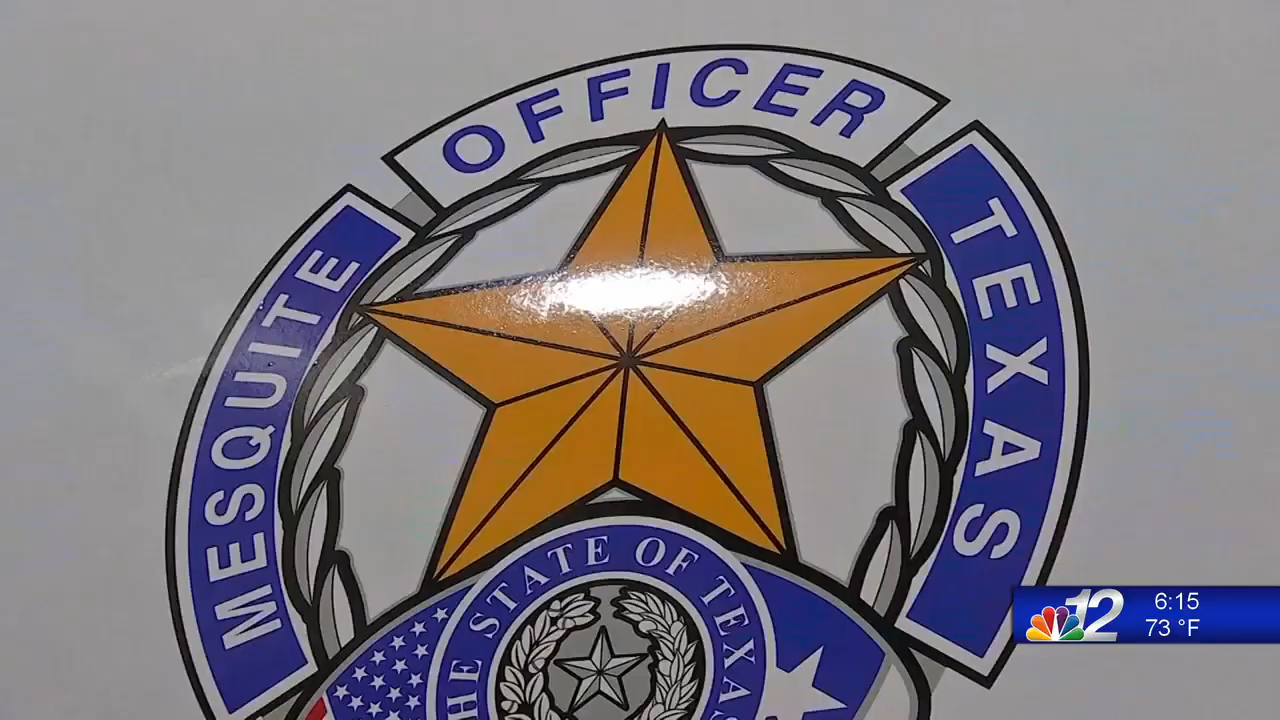 OFFICER
MESQUITE
TEXAS
THE STATE OF TEXAS
12
6:15
73 °F